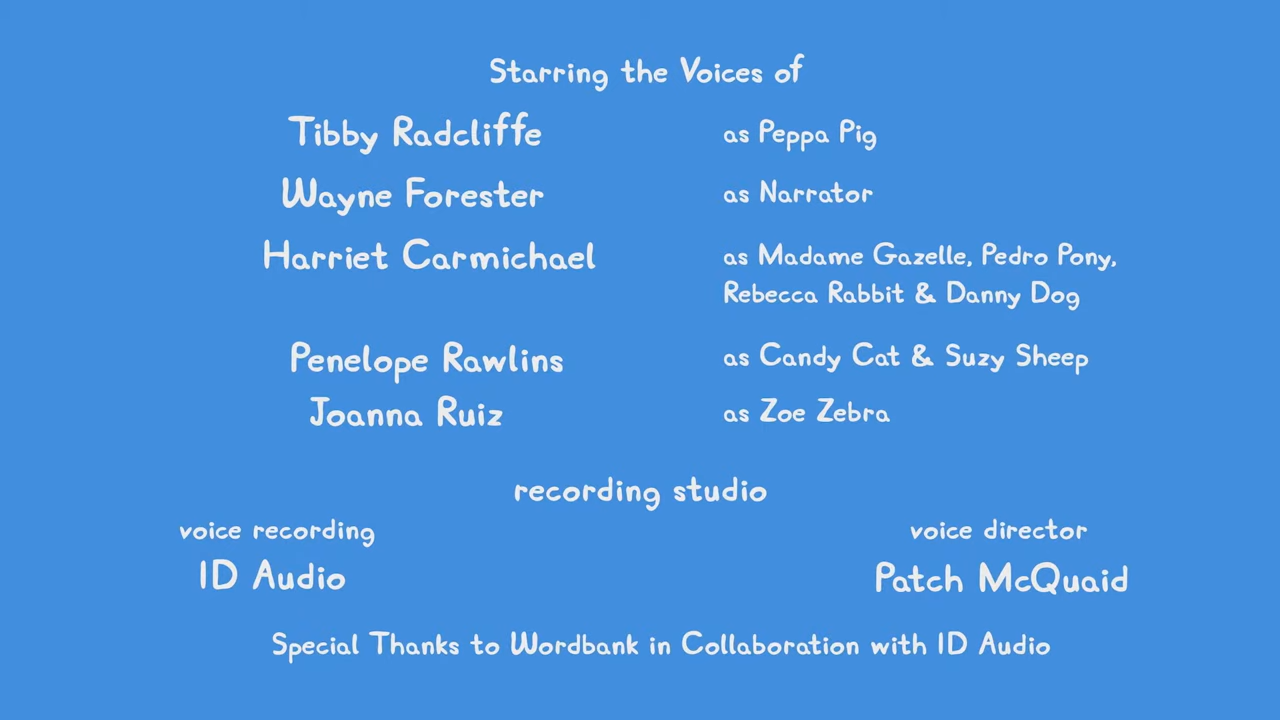 Starring the Voices of
Tibby Radcliffe as Peppa Pig
Wayne Forester as Narrator
Harriet Carmichael as Madame Gazelle, Pedro Pony,
Rebecca Rabbit & Danny Dog
Penelope Rawlins as Candy Cat & Suzy Sheep
Joanna Ruiz as Zoe Zebra
recording studio
voice recording voice director
ID Audio Patch McQuaid
Special Thanks to Wordbank in Collaboration with ID Audio